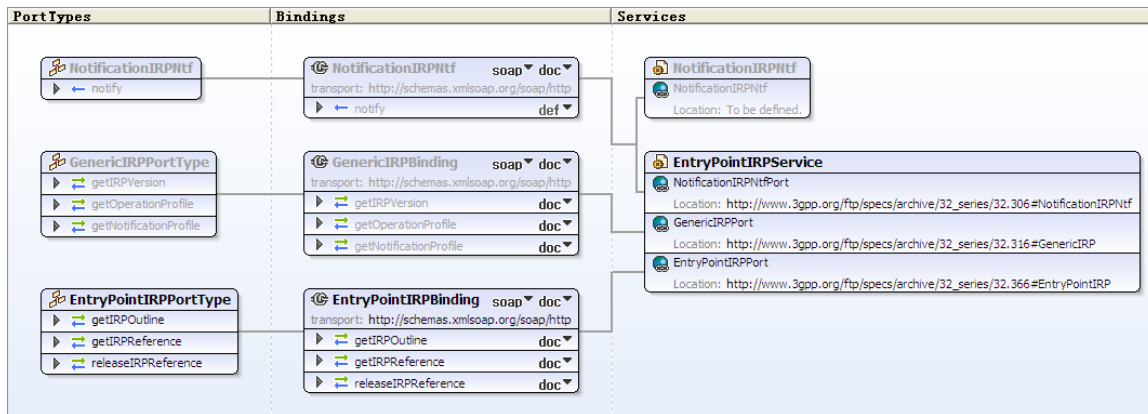 PortTypes
Bindings
Services
NotificationIRPNtf
notify
NotificationIRPNtf soap doc
transport: http://schemas.xmlsoap.org/soap/http
notify def
NotificationIRPNtf
NotificationIRPNtf
Location: To be defined.
GenericIRPPortType
getIRPVersion
getOperationProfile
getNotificationProfile
GenericIRPBinding soap doc
transport: http://schemas.xmlsoap.org/soap/http
getIRPVersion doc
getOperationProfile doc
getNotificationProfile doc
EntryPointIRPService
NotificationIRPNtfPort
Location: http://www.3gpp.org/ftp/specs/archive/32_series/32.306#NotificationIRPNtf
GenericIRPPort
Location: http://www.3gpp.org/ftp/specs/archive/32_series/32.316#GenericIRP
EntryPointIRPPort
Location: http://www.3gpp.org/ftp/specs/archive/32_series/32.366#EntryPointIRP
EntryPointIRPPortType
getIRPOutline
getIRPReference
releaseIRPReference
EntryPointIRPBinding soap doc
transport: http://schemas.xmlsoap.org/soap/http
getIRPOutline doc
getIRPReference doc
releaseIRPReference doc